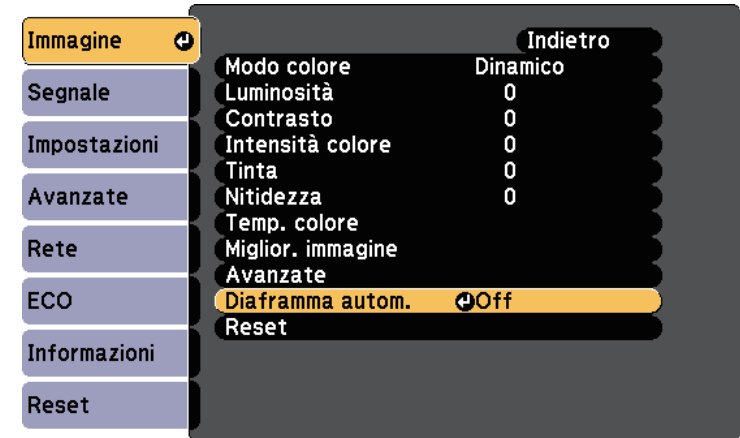 Immagine
Segnale
Impostazioni
Avanzate
Rete
ECO
Informazioni
Reset
Indietro
Modo colore Dinamico
Luminosità 0
Contrasto 0
Intensità colore 0
Tinta 0
Nitidezza 0
Temp. colore
Miglior. immagine
Avanzate
Diaframma autom. Off
Reset